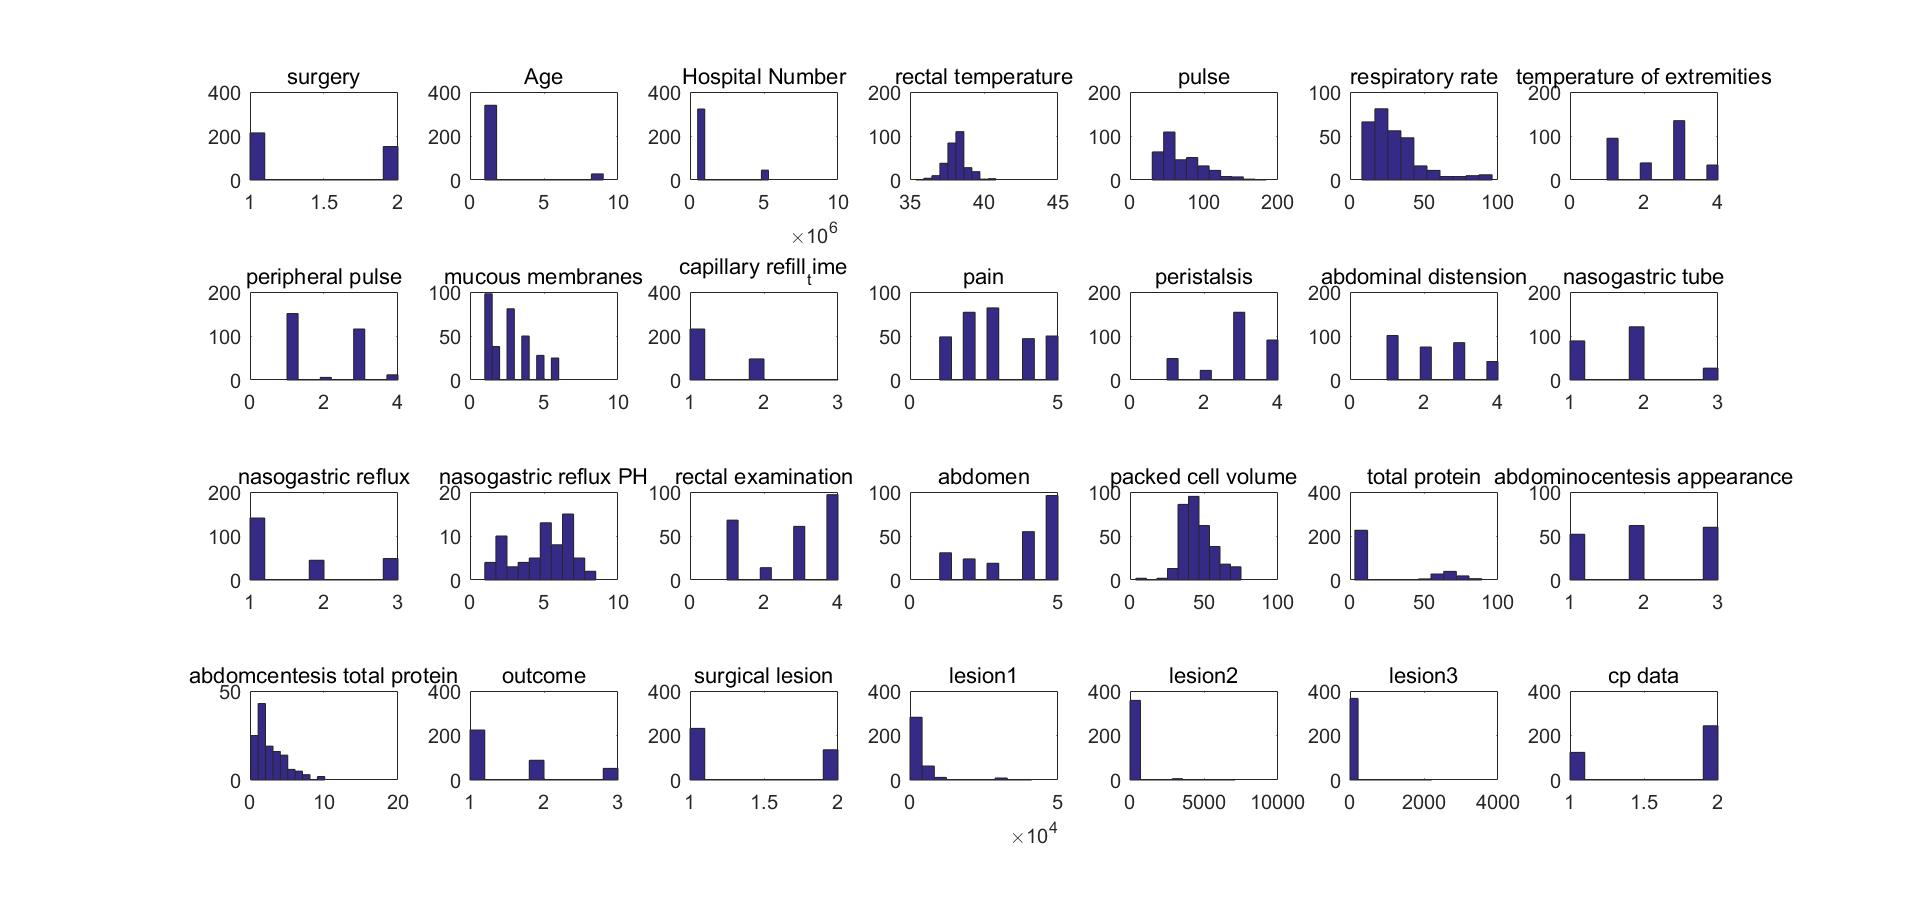 surgery
400
200
0
1 1.5 2
Age
400
200
0
0 5 10
Hospital Number
400
200
0
0 5 10
×10^6
rectal temperature
200
100
0
35 40 45
pulse
200
100
0
0 100 200
respiratory rate
100
50
0
0 50 100
temperature of extremities
200
100
0
0 2 4
peripheral pulse
200
100
0
0 2 4
mucous membranes
100
50
0
0 5 10
capillary refill_time
400
200
0
1 2 3
pain
100
50
0
0 5
peristalsis
200
100
0
0 2 4
abdominal distension
200
100
0
0 2 4
nasogastric tube
200
100
0
1 2 3
nasogastric reflux
200
100
0
1 2 3
nasogastric reflux PH
20
10
0
0 5 10
rectal examination
100
50
0
0 2 4
abdomen
100
50
0
0 5
packed cell volume
100
50
0
0 50 100
total protein
400
200
0
0 50 100
abdominocentesis appearance
100
50
0
1 2 3
abdomcentesis total protein
50
0
0 10 20
outcome
400
200
0
1 2 3
surgical lesion
400
200
0
1 1.5 2
lesion1
400
200
0
0 5
×10^4
lesion2
400
200
0
0 5000 10000
lesion3
400
200
0
0 2000 4000
cp data
400
200
0
1 1.5 2